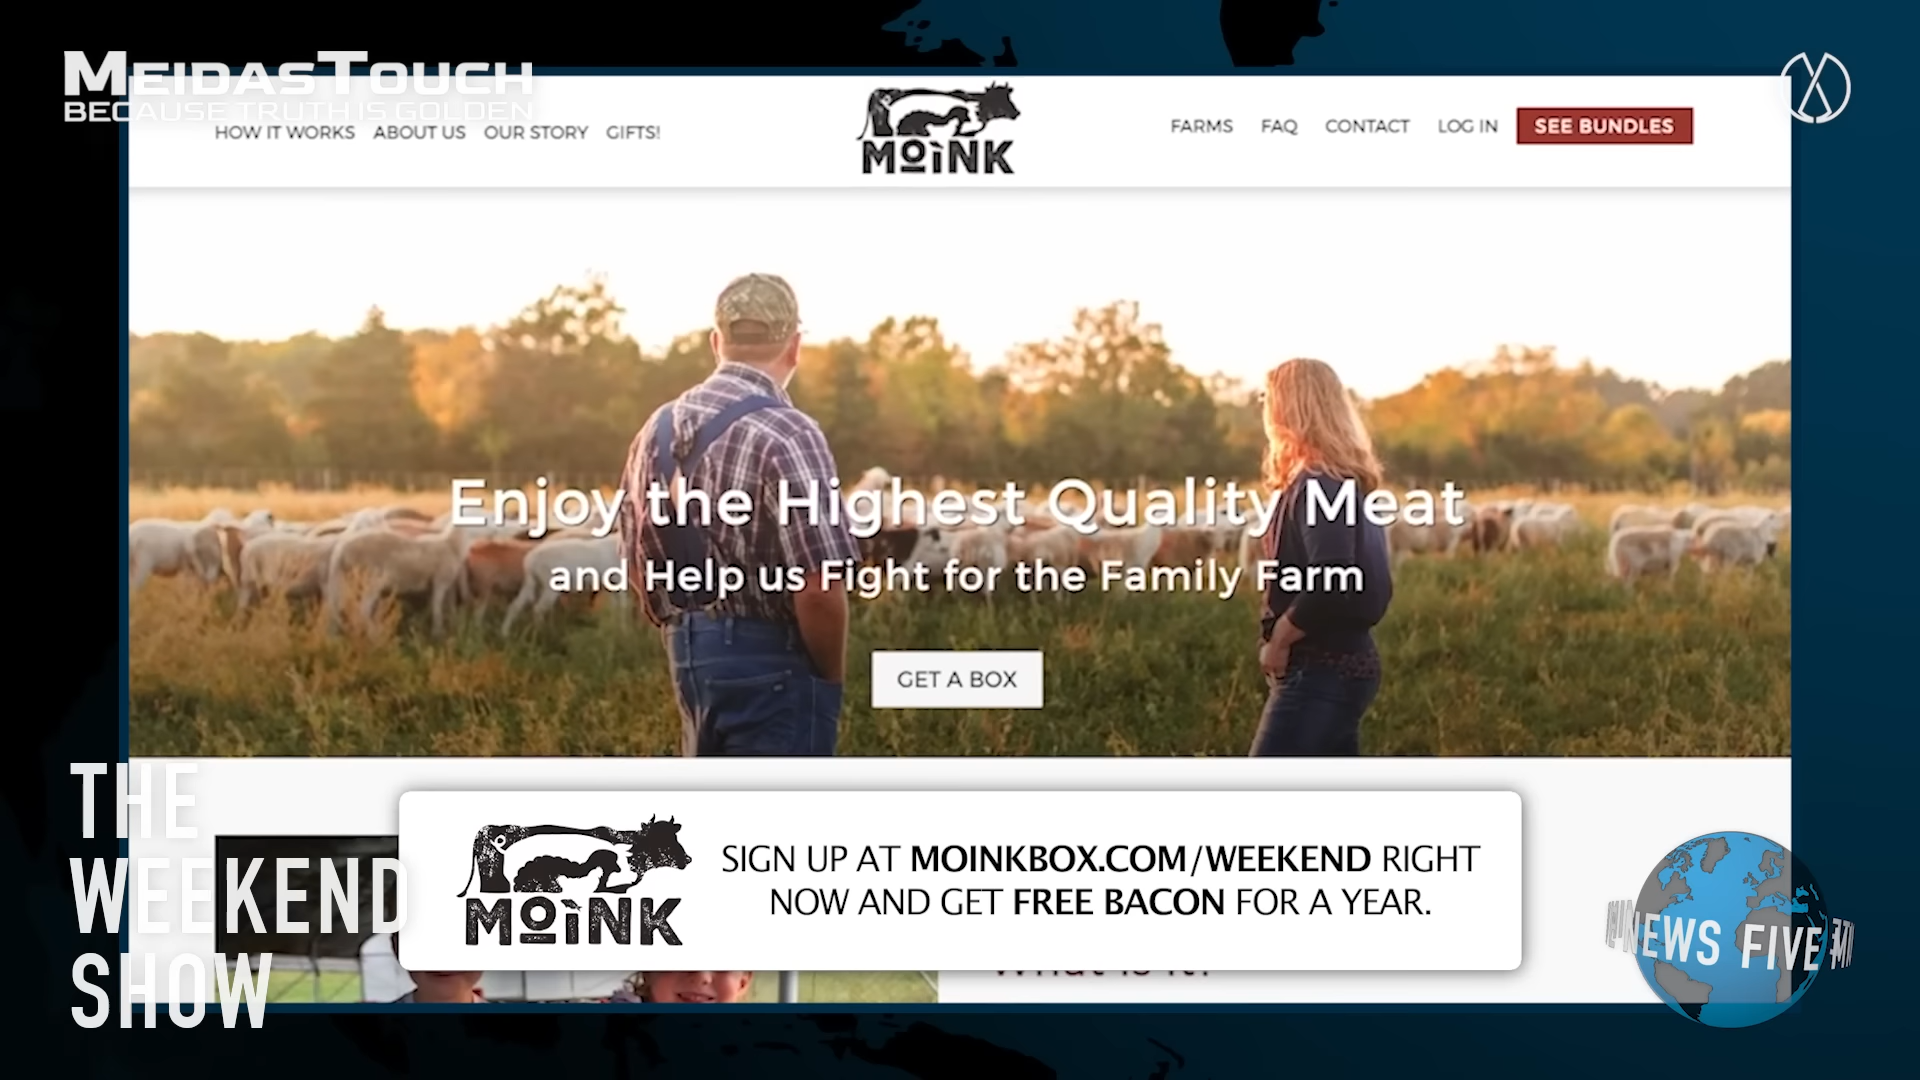 MEIDASTOUCH
BECAUSE TRUTH IS GOLDEN
HOW IT WORKS ABOUT US OUR STORY GIFTS!
MOÌNK
FARMS FAQ CONTACT LOG IN SEE BUNDLES
Enjoy the Highest Quality Meat
and Help us Fight for the Family Farm
GET A BOX
THE
WEEKEND
SHOW
MOÌNK
SIGN UP AT MOINKBOX.COM/WEEKEND RIGHT
NOW AND GET FREE BACON FOR A YEAR.
NEWS FIVE